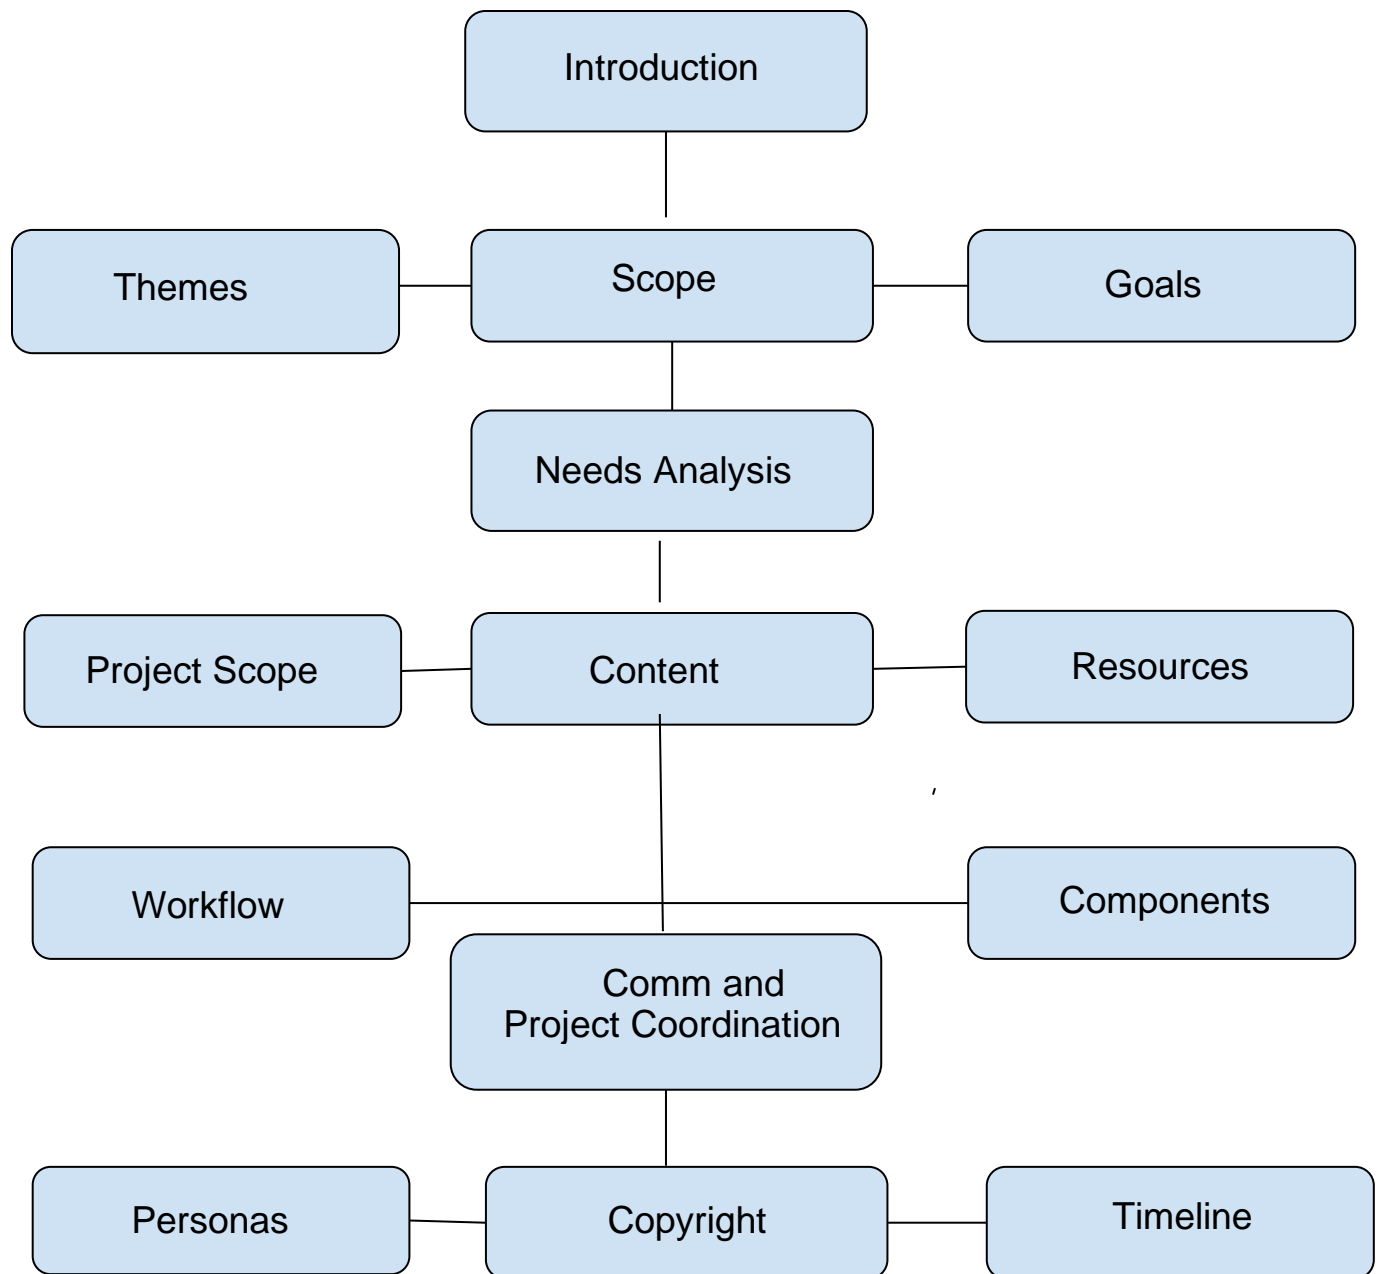 Introduction
Themes
Scope
Goals
Needs Analysis
Project Scope
Content
Resources
,
Workflow
Components
Comm and
Project Coordination
Personas
Copyright
Timeline